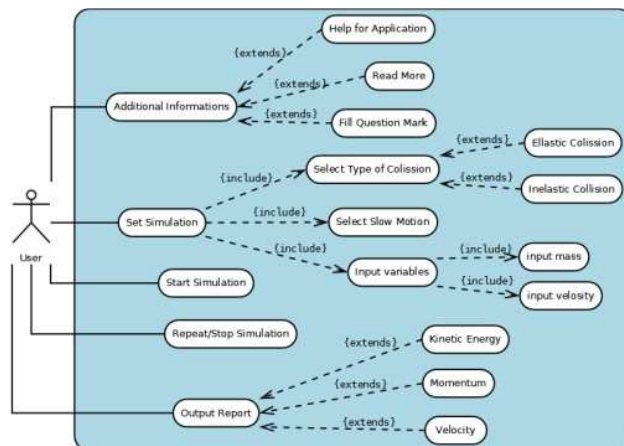 Help for Application
{extends}
Read More
{extends}
Additional Informations
{extends}
Fill Question Mark
{extends}
Ellastic Colission
Select Type of Colission
{include}
{extends}
Inelastic Collision
Set Simulation
{include}
Select Slow Motion
{include}
User
Input variables
{include}
input mass
{include}
input velosity
Start Simulation
Repeat/Stop Simulation
Kinetic Energy
{extends}
Momentum
{extends}
Output Report
{extends}
Velocity